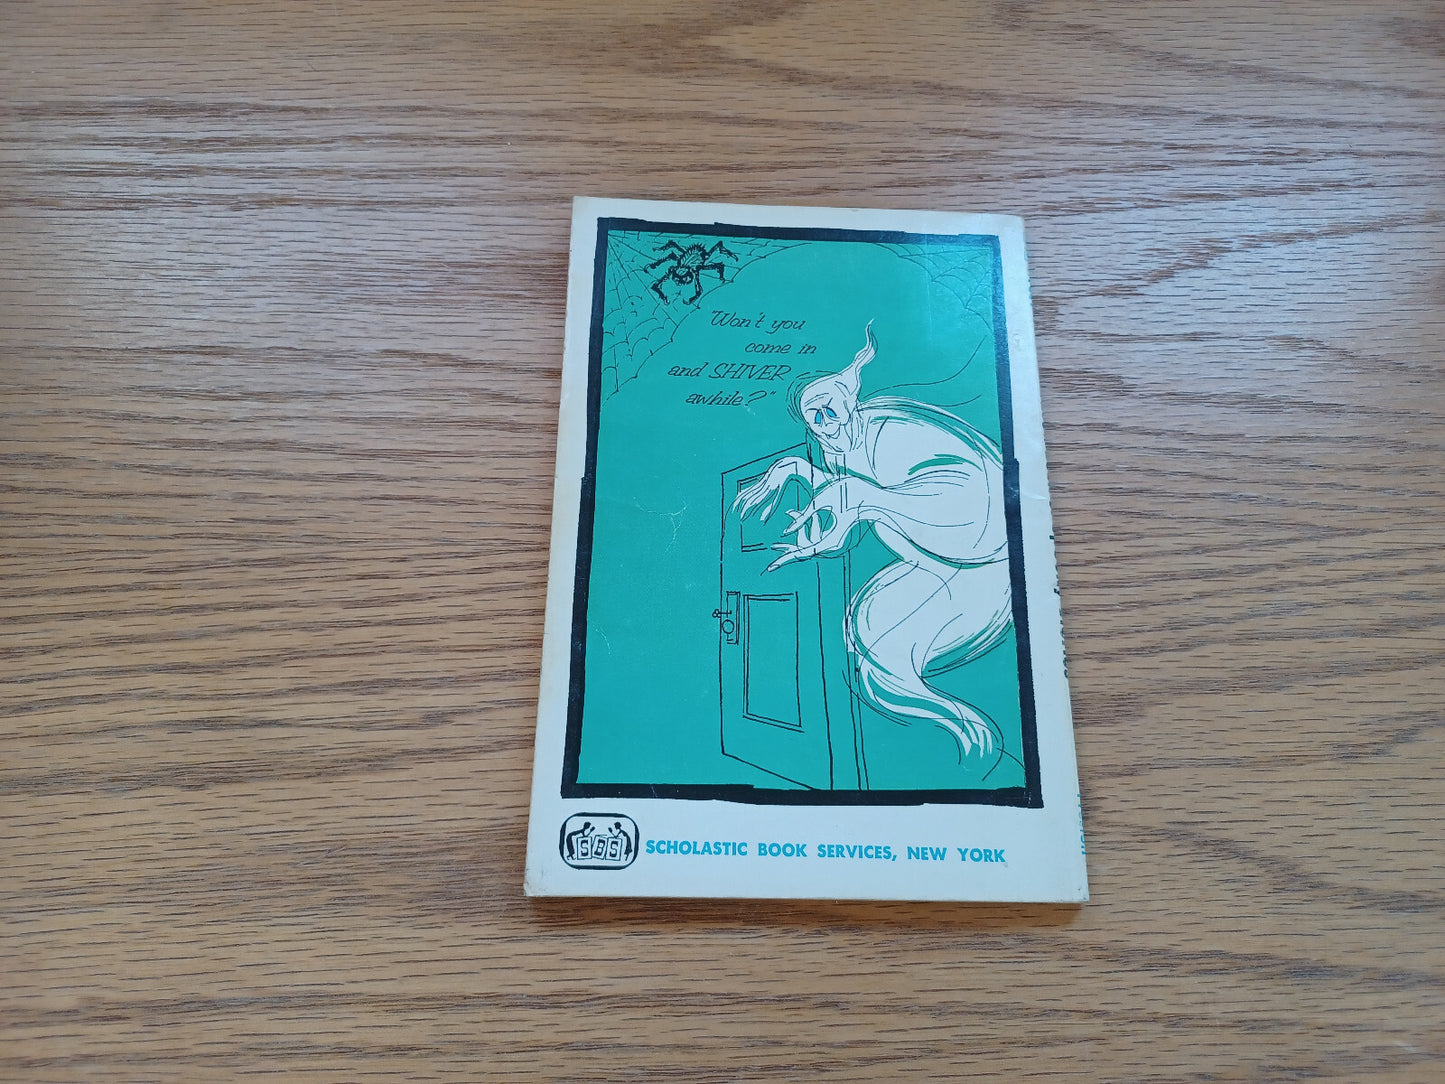 "Won't you
come in
and SHIVER
awhile?"
SBS
SCHOLASTIC BOOK SERVICES, NEW YORK